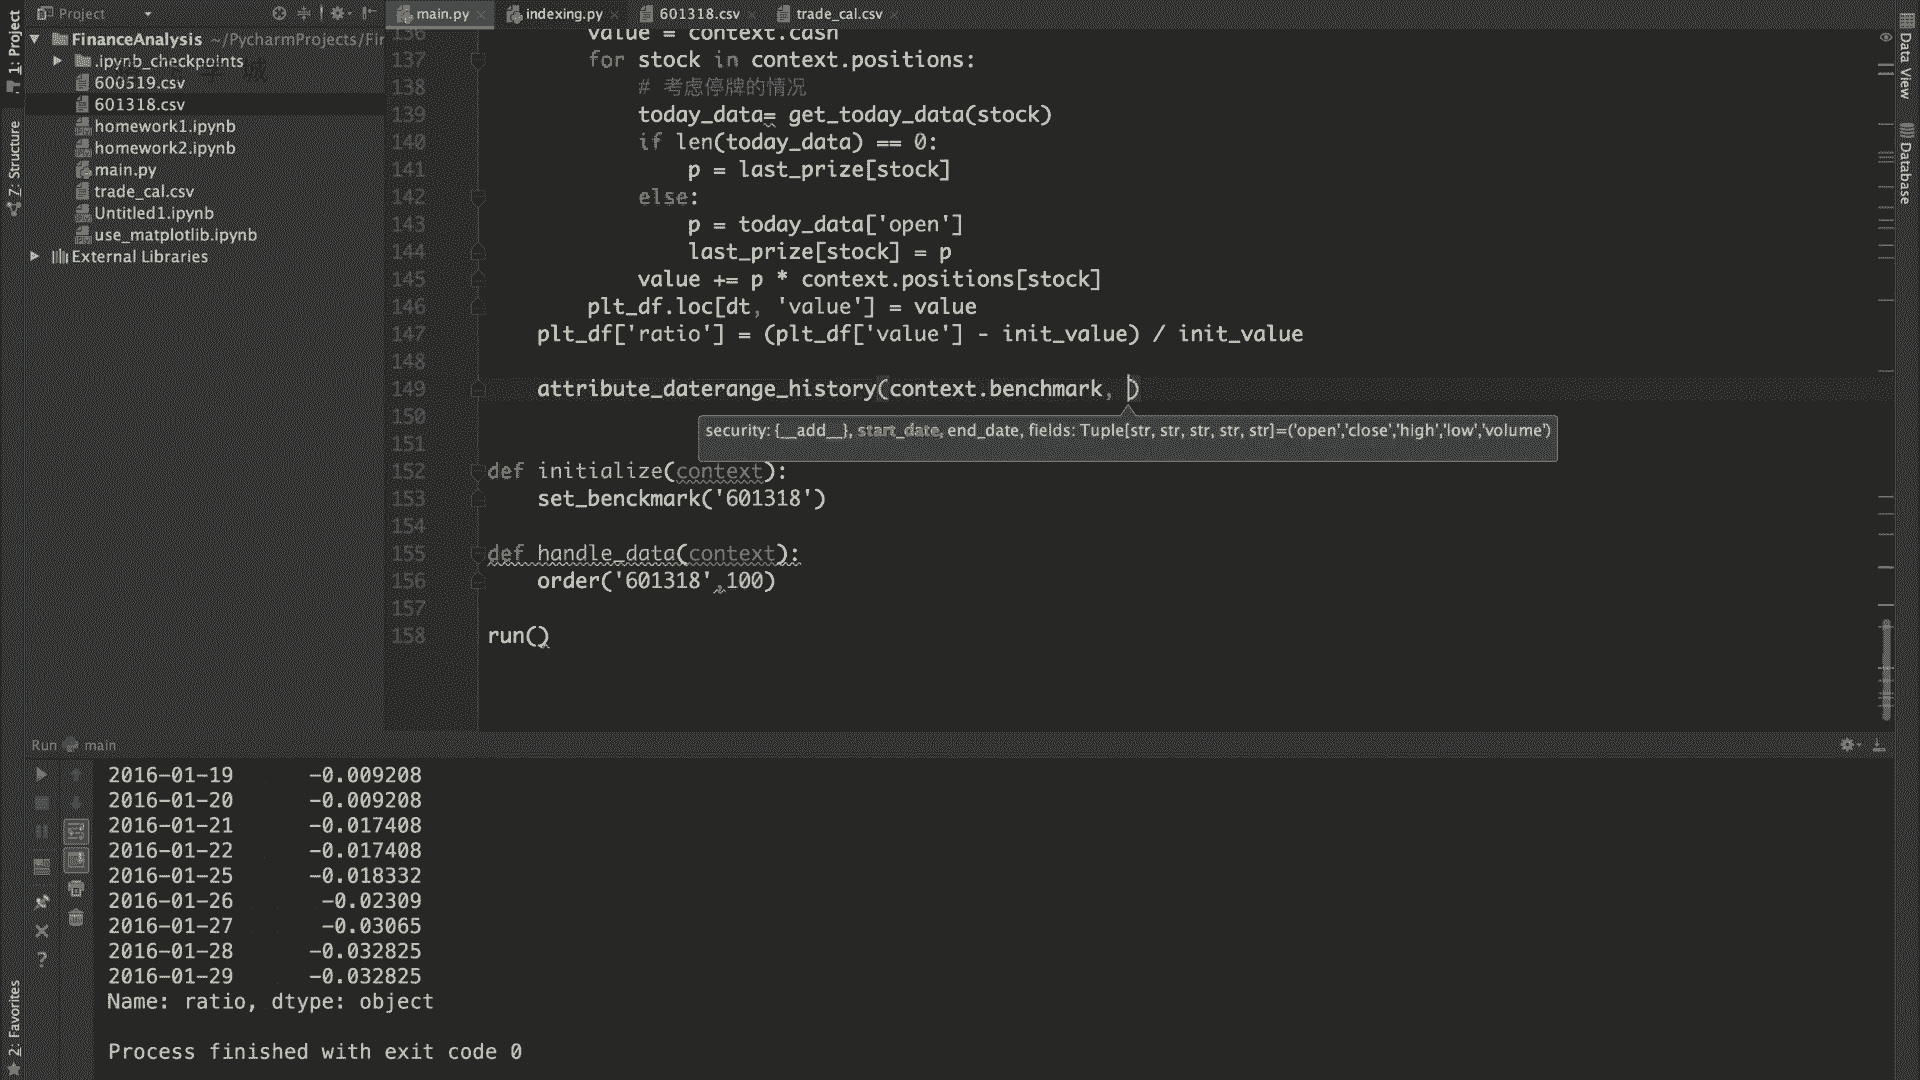 Project
main.py
indexing.py
601318.csv
trade_cal.csv
1: Project
FinanceAnalysis ~/PycharmProjects/Fir
.ipynb_checkpoints
600519.csv
601318.csv
homework1.ipynb
homework2.ipynb
main.py
trade_cal.csv
Untitled1.ipynb
use_matplotlib.ipynb
External Libraries
7: Structure
2: Favorites
Data View
Database
136 value = context.cash
137 for stock in context.positions:
138 # 考虑停牌的情况
139 today_data= get_today_data(stock)
140 if len(today_data) == 0:
141 p = last_prize[stock]
142 else:
143 p = today_data['open']
144 last_prize[stock] = p
145 value += p * context.positions[stock]
146 plt_df.loc[dt, 'value'] = value
147 plt_df['ratio'] = (plt_df['value'] - init_value) / init_value
148
149 attribute_daterange_history(context.benchmark, )
150
security: {__add__}, start_date, end_date, fields: Tuple[str, str, str, str, str]=('open','close','high','low','volume')
151
152 def initialize(context):
153 set_benckmark('601318')
154
155 def handle_data(context):
156 order('601318',100)
157
158 run()
Run main
2016-01-19 -0.009208
2016-01-20 -0.009208
2016-01-21 -0.017408
2016-01-22 -0.017408
2016-01-25 -0.018332
2016-01-26 -0.02309
2016-01-27 -0.03065
2016-01-28 -0.032825
2016-01-29 -0.032825
Name: ratio, dtype: object
Process finished with exit code 0